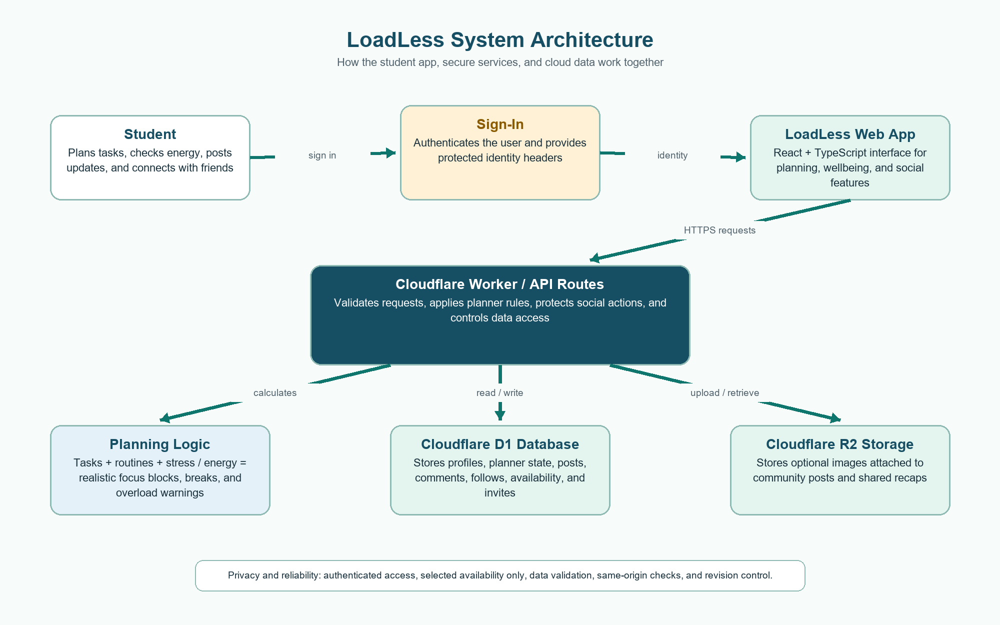 LoadLess System Architecture
How the student app, secure services, and cloud data work together
Student
Plans tasks, checks energy, posts
updates, and connects with friends
sign in
Sign-In
Authenticates the user and provides
protected identity headers
identity
LoadLess Web App
React + TypeScript interface for
planning, wellbeing, and social
features
HTTPS requests
Cloudflare Worker / API Routes
Validates requests, applies planner rules, protects social actions, and
controls data access
calculates
read / write
upload / retrieve
Planning Logic
Tasks + routines + stress / energy =
realistic focus blocks, breaks, and
overload warnings
Cloudflare D1 Database
Stores profiles, planner state, posts,
comments, follows, availability, and
invites
Cloudflare R2 Storage
Stores optional images attached to
community posts and shared recaps
Privacy and reliability: authenticated access, selected availability only, data validation, same-origin checks, and revision control.